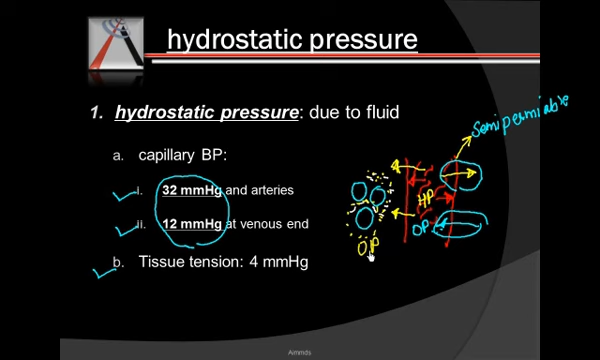 hydrostatic pressure
1. hydrostatic pressure: due to fluid
a. capillary BP:
i. 32 mmHg and arteries
ii. 12 mmHg at venous end
b. Tissue tension: 4 mmHg
Semipermiable
HP
OP
OP
Aimmds